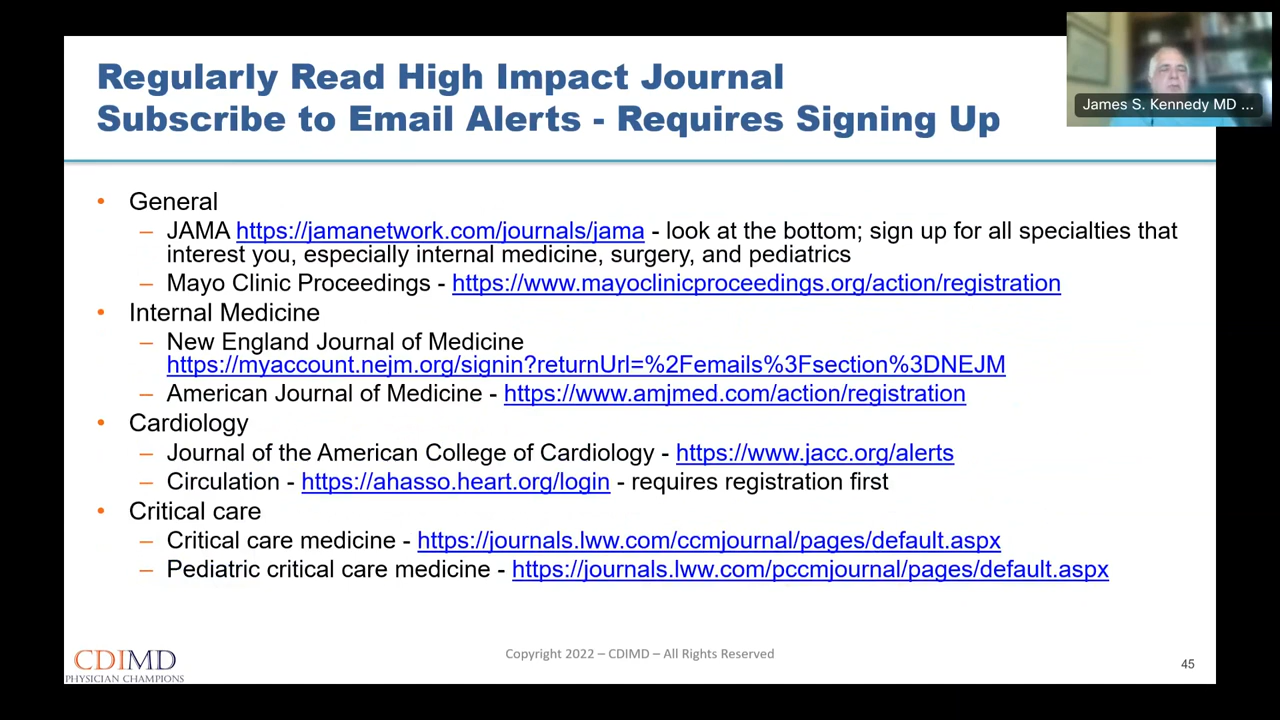 Regularly Read High Impact Journal
Subscribe to Email Alerts - Requires Signing Up
James S. Kennedy MD ...
• General
– JAMA https://jamanetwork.com/journals/jama - look at the bottom; sign up for all specialties that
interest you, especially internal medicine, surgery, and pediatrics
– Mayo Clinic Proceedings - https://www.mayoclinicproceedings.org/action/registration
• Internal Medicine
– New England Journal of Medicine
https://myaccount.nejm.org/signin?returnUrl=%2Femails%3Fsection%3DNEJM
– American Journal of Medicine - https://www.amjmed.com/action/registration
• Cardiology
– Journal of the American College of Cardiology - https://www.jacc.org/alerts
– Circulation - https://ahasso.heart.org/login - requires registration first
• Critical care
– Critical care medicine - https://journals.lww.com/ccmjournal/pages/default.aspx
– Pediatric critical care medicine - https://journals.lww.com/pccmjournal/pages/default.aspx
CDIMD
PHYSICIAN CHAMPIONS
Copyright 2022 – CDIMD – All Rights Reserved
45